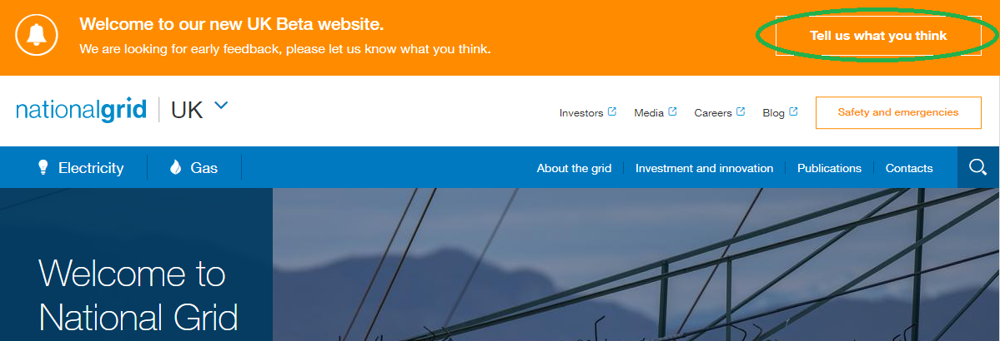 Welcome to our new UK Beta website.
We are looking for early feedback, please let us know what you think.
Tell us what you think
nationalgrid
UK
Investors
Media
Careers
Blog
Safety and emergencies
Electricity
Gas
About the grid
Investment and innovation
Publications
Contacts
Welcome to
National Grid